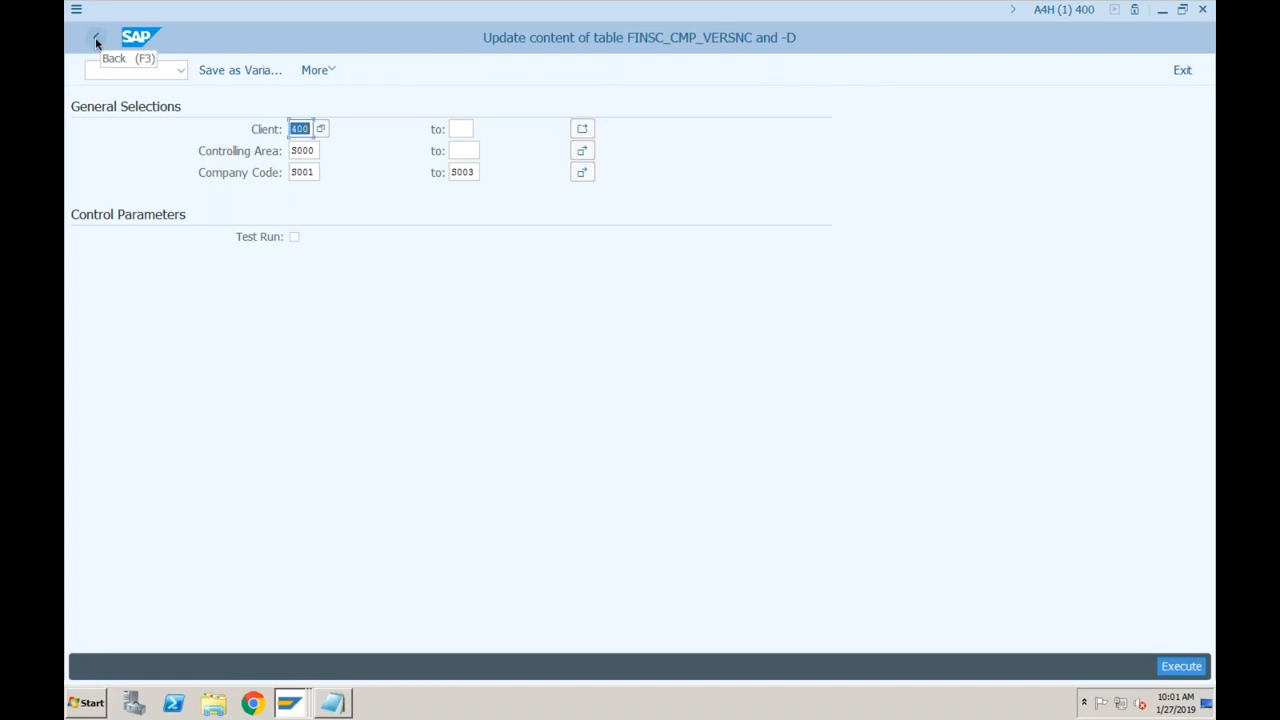 A4H (1) 400
SAP
Update content of table FINSC_CMP_VERSNC and -D
Back (F3)
Save as Varia... More Exit
General Selections
Client: 400 to:
Controlling Area: S000 to:
Company Code: S001 to: S003
Control Parameters
Test Run:
Execute
Start
10:01 AM
1/27/2019